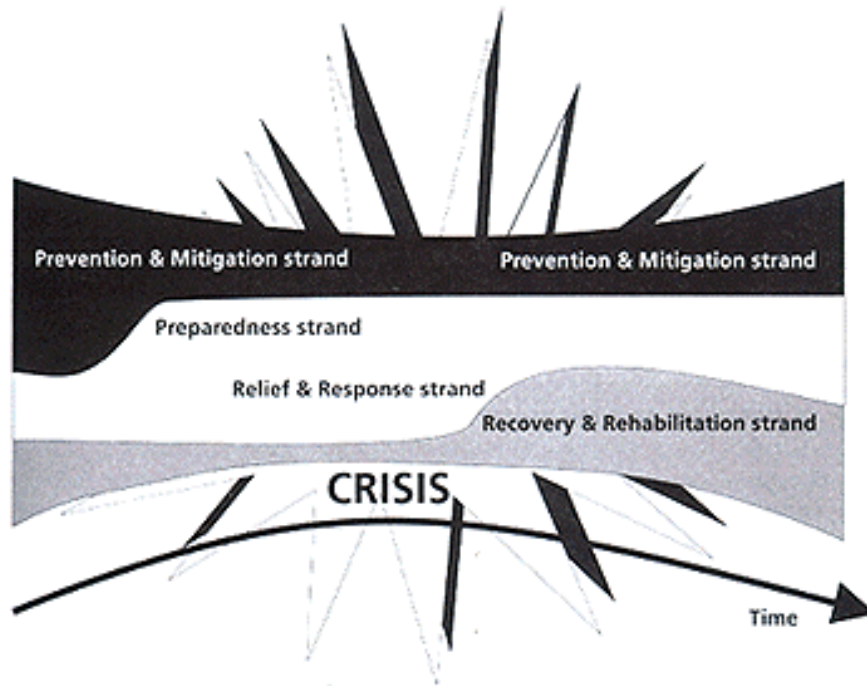 Prevention & Mitigation strand
Prevention & Mitigation strand
Preparedness strand
Relief & Response strand
Recovery & Rehabilitation strand
CRISIS
Time